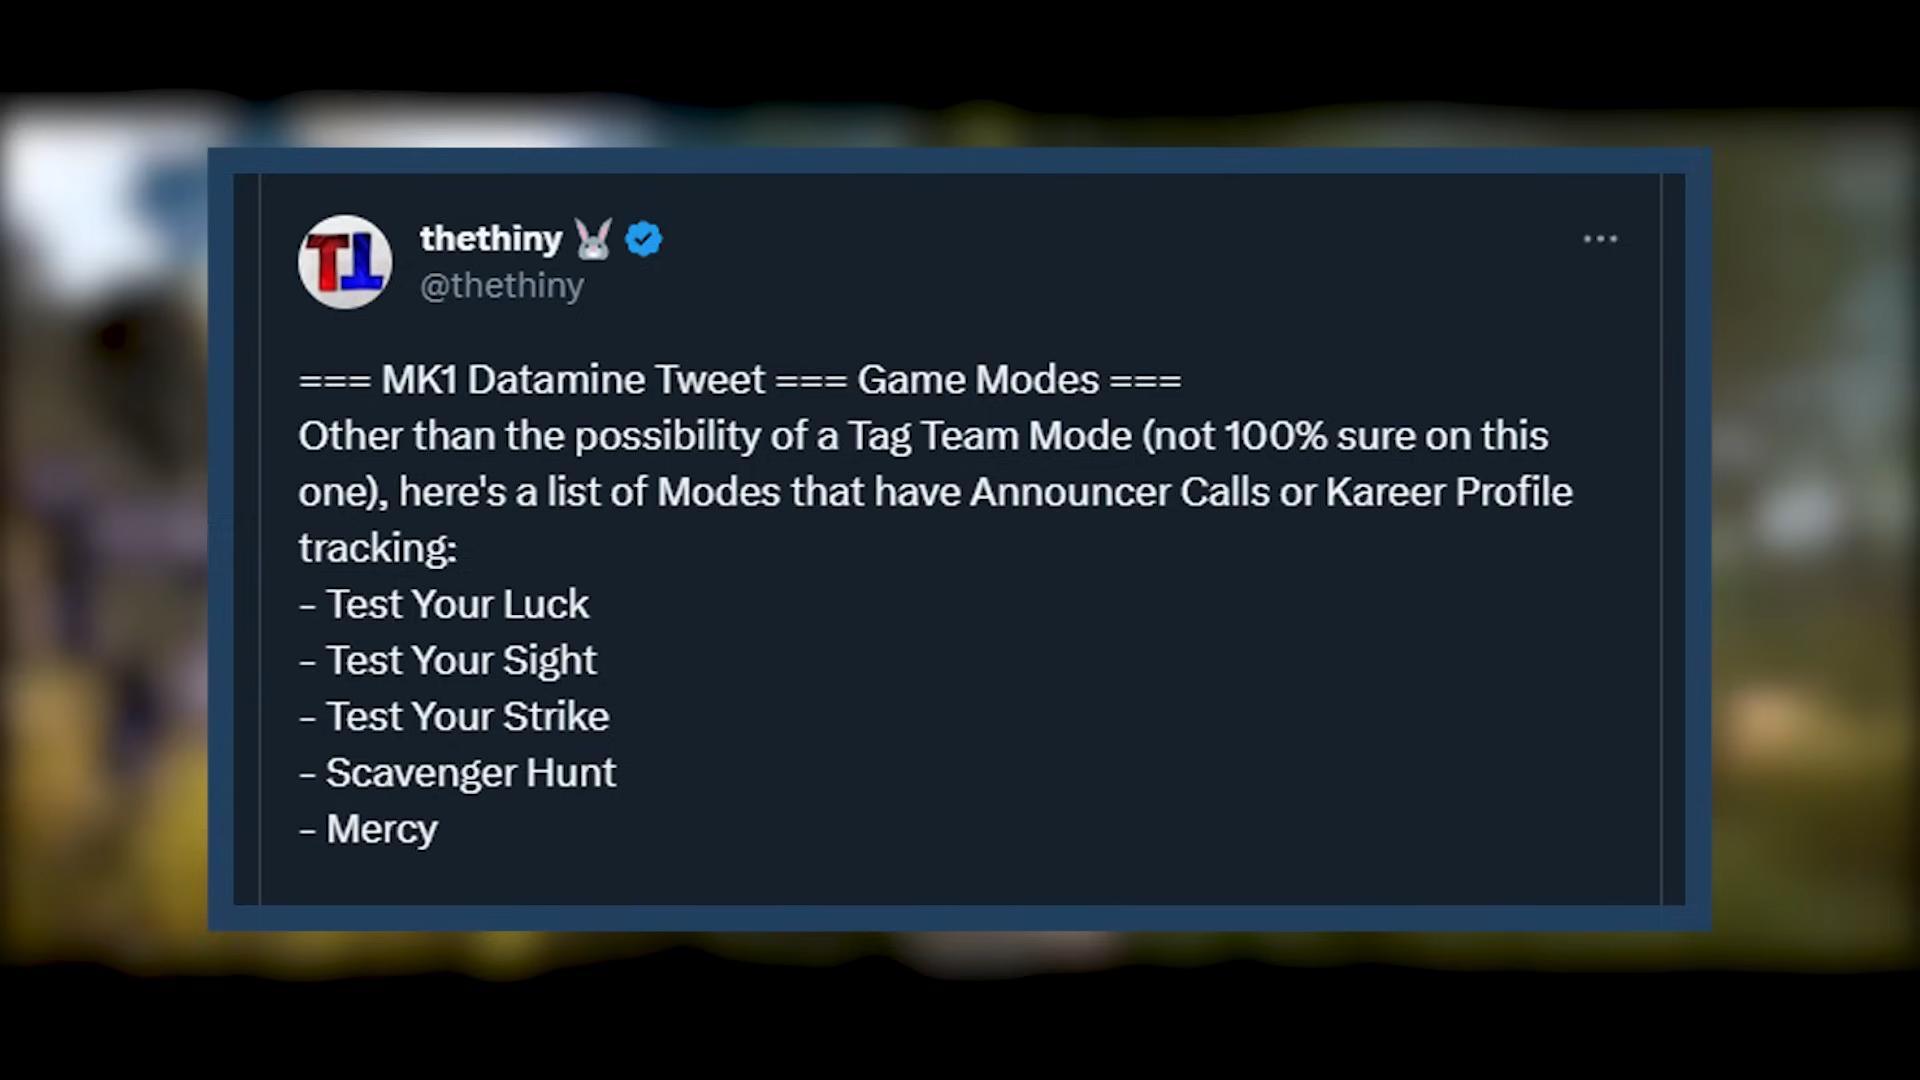 thethiny 🐰
@thethiny
=== MK1 Datamine Tweet === Game Modes ===
Other than the possibility of a Tag Team Mode (not 100% sure on this
one), here's a list of Modes that have Announcer Calls or Kareer Profile
tracking:
- Test Your Luck
- Test Your Sight
- Test Your Strike
- Scavenger Hunt
- Mercy